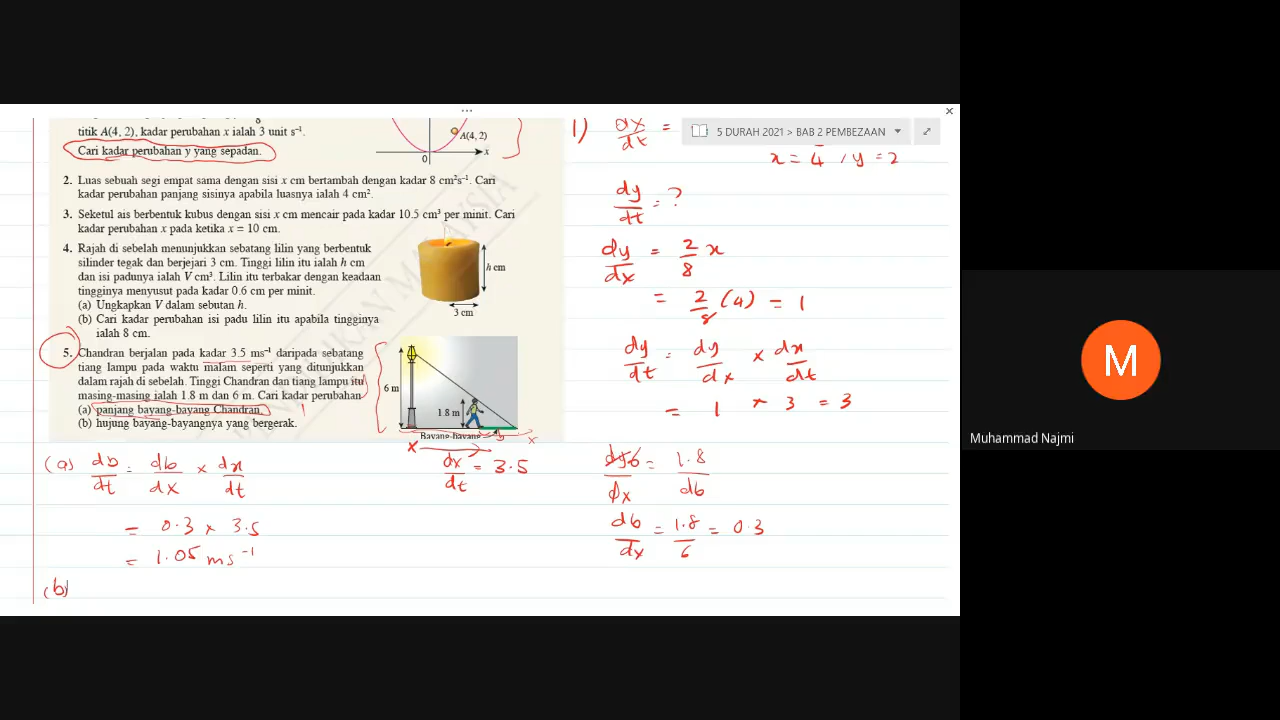 titik A(4, 2), kadar perubahan x ialah 3 unit s⁻¹.
Cari kadar perubahan y yang sepadan.
A(4, 2)
0
x
2. Luas sebuah segi empat sama dengan sisi x cm bertambah dengan kadar 8 cm²s⁻¹. Cari
kadar perubahan panjang sisinya apabila luasnya ialah 4 cm².
3. Seketul ais berbentuk kubus dengan sisi x cm mencair pada kadar 10.5 cm³ per minit. Cari
kadar perubahan x pada ketika x = 10 cm.
4. Rajah di sebelah menunjukkan sebatang lilin yang berbentuk
silinder tegak dan berjejari 3 cm. Tinggi lilin itu ialah h cm
dan isi padunya ialah V cm³. Lilin itu terbakar dengan keadaan
tingginya menyusut pada kadar 0.6 cm per minit.
(a) Ungkapkan V dalam sebutan h.
(b) Cari kadar perubahan isi padu lilin itu apabila tingginya
ialah 8 cm.
h cm
3 cm
5. Chandran berjalan pada kadar 3.5 ms⁻¹ daripada sebatang
tiang lampu pada waktu malam seperti yang ditunjukkan
dalam rajah di sebelah. Tinggi Chandran dan tiang lampu itu
masing-masing ialah 1.8 m dan 6 m. Cari kadar perubahan
(a) panjang bayang-bayang Chandran,
(b) hujung bayang-bayangnya yang bergerak.
6 m
1.8 m
Bayang-bayang
x
dx/dt = 3.5
(a) db/dt = db/dx × dx/dt
= 0.3 × 3.5
= 1.05 ms⁻¹
(b)
1) dx/dt =
5 DURAH 2021 > BAB 2 PEMBEZAAN
x = 4 / y = 2
dy/dt = ?
dy/dx = 2/8 x
= 2/8 (4) = 1
dy/dt = dy/dx × dx/dt
= 1 × 3 = 3
= 1.8/db
db/dx = 1.8/6 = 0.3
M
Muhammad Najmi